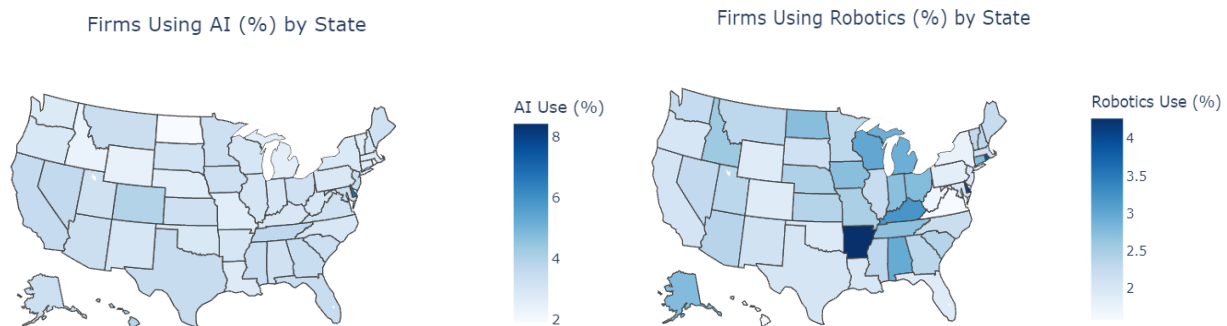 Firms Using AI (%) by State
AI Use (%)
8
6
4
2
Firms Using Robotics (%) by State
Robotics Use (%)
4
3.5
3
2.5
2